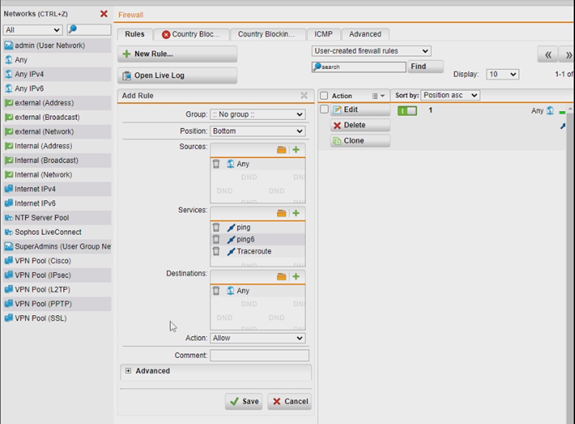 Networks (CTRL+Z)
All
admin (User Network)
Any
Any IPv4
Any IPv6
external (Address)
external (Broadcast)
external (Network)
Internal (Address)
Internal (Broadcast)
Internal (Network)
Internet IPv4
Internet IPv6
NTP Server Pool
Sophos LiveConnect
SuperAdmins (User Group Ne
VPN Pool (Cisco)
VPN Pool (IPsec)
VPN Pool (L2TP)
VPN Pool (PPTP)
VPN Pool (SSL)
Firewall
Rules Country Bloc... Country Blockin... ICMP Advanced
New Rule...
Open Live Log
User-created firewall rules
search Find
Display: 10 1-1 of
Add Rule
Group: :: No group ::
Position: Bottom
Sources:
Any
DND DND
DND DND DND
Services:
ping
ping6
Traceroute
Destinations:
Any
DND
DND DND
Action: Allow
Comment:
Advanced
Save Cancel
Action Sort by: Position asc
Edit 1 Any
Delete
Clone